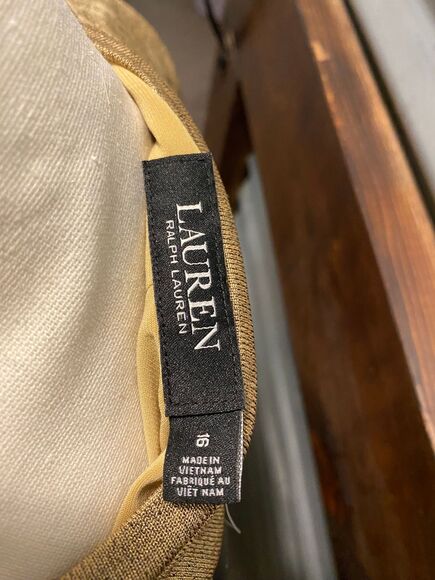 LAUREN
RALPH LAUREN
16
MADE IN
VIETNAM
FABRIQUÉ AU
VIÊT NAM